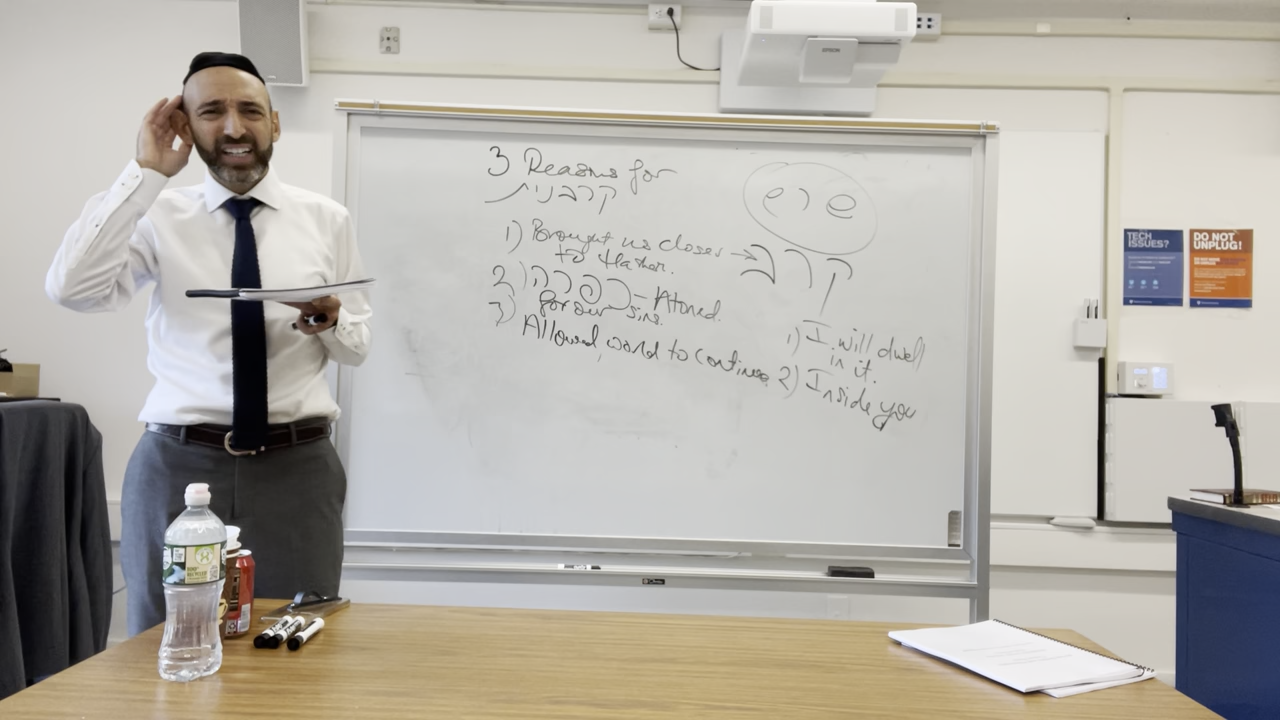 3 Reasons for
קרבנות
שרש
1) Brought us closer → קרב
to Hashem.
2) כפרה - Atoned
for our sins.
3) Allowed world to continue.
1) I will dwell
in it.
2) Inside you
EPSON
TECH
ISSUES?
DO NOT
UNPLUG!